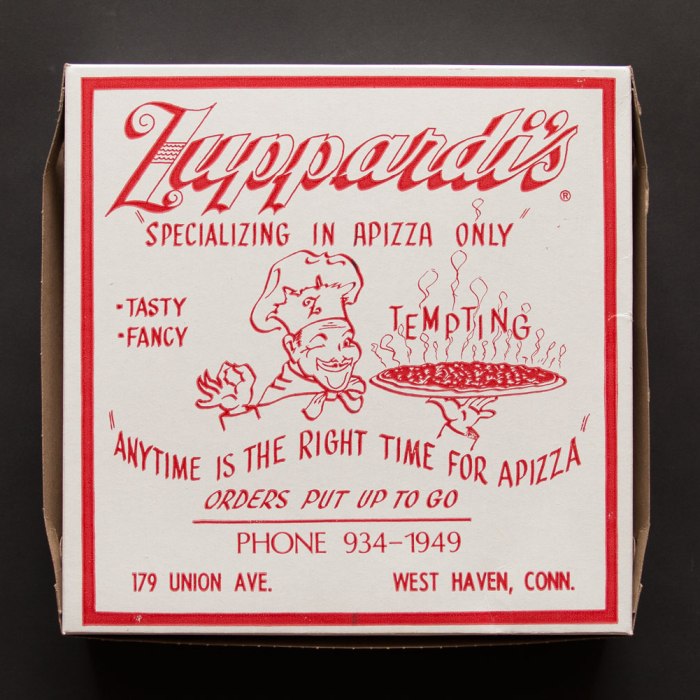 Zuppardi's ®
"SPECIALIZING IN APIZZA ONLY"
•TASTY
•FANCY
Z
TEMPTING
"ANYTIME IS THE RIGHT TIME FOR APIZZA"
ORDERS PUT UP TO GO
PHONE 934-1949
179 UNION AVE. WEST HAVEN, CONN.